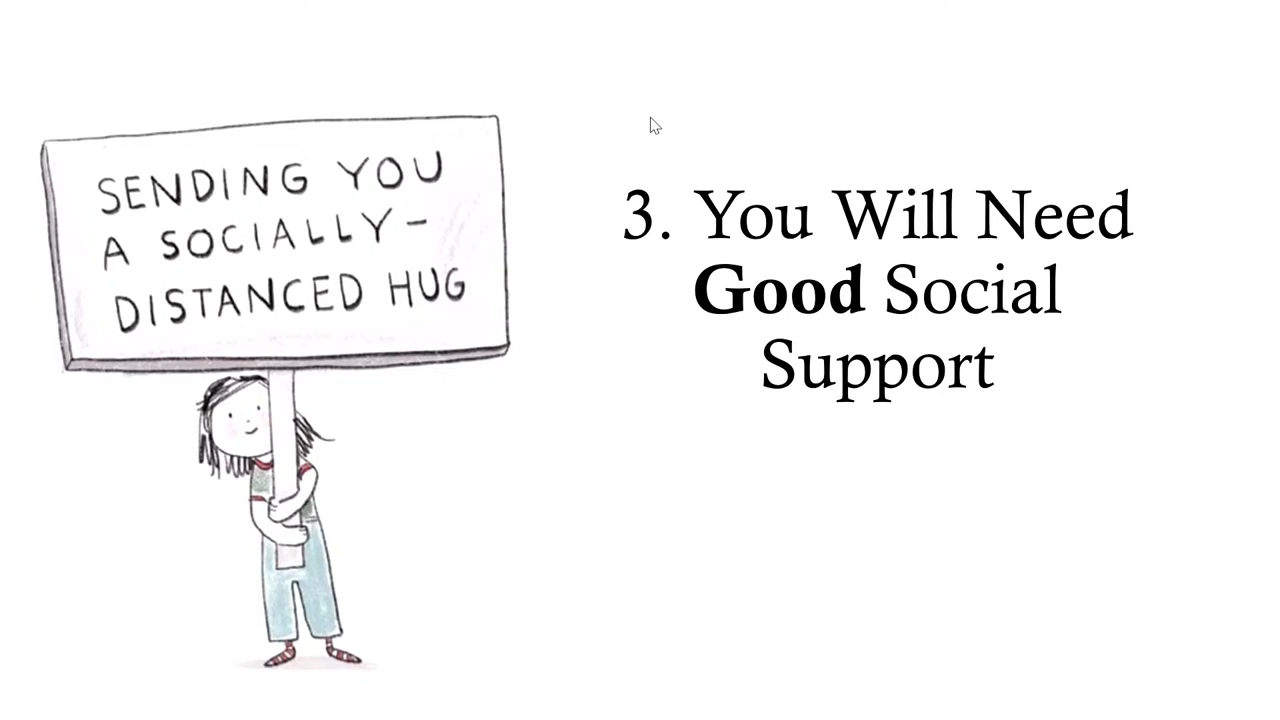 SENDING YOU
A SOCIALLY-
DISTANCED HUG
3. You Will Need
Good Social
Support